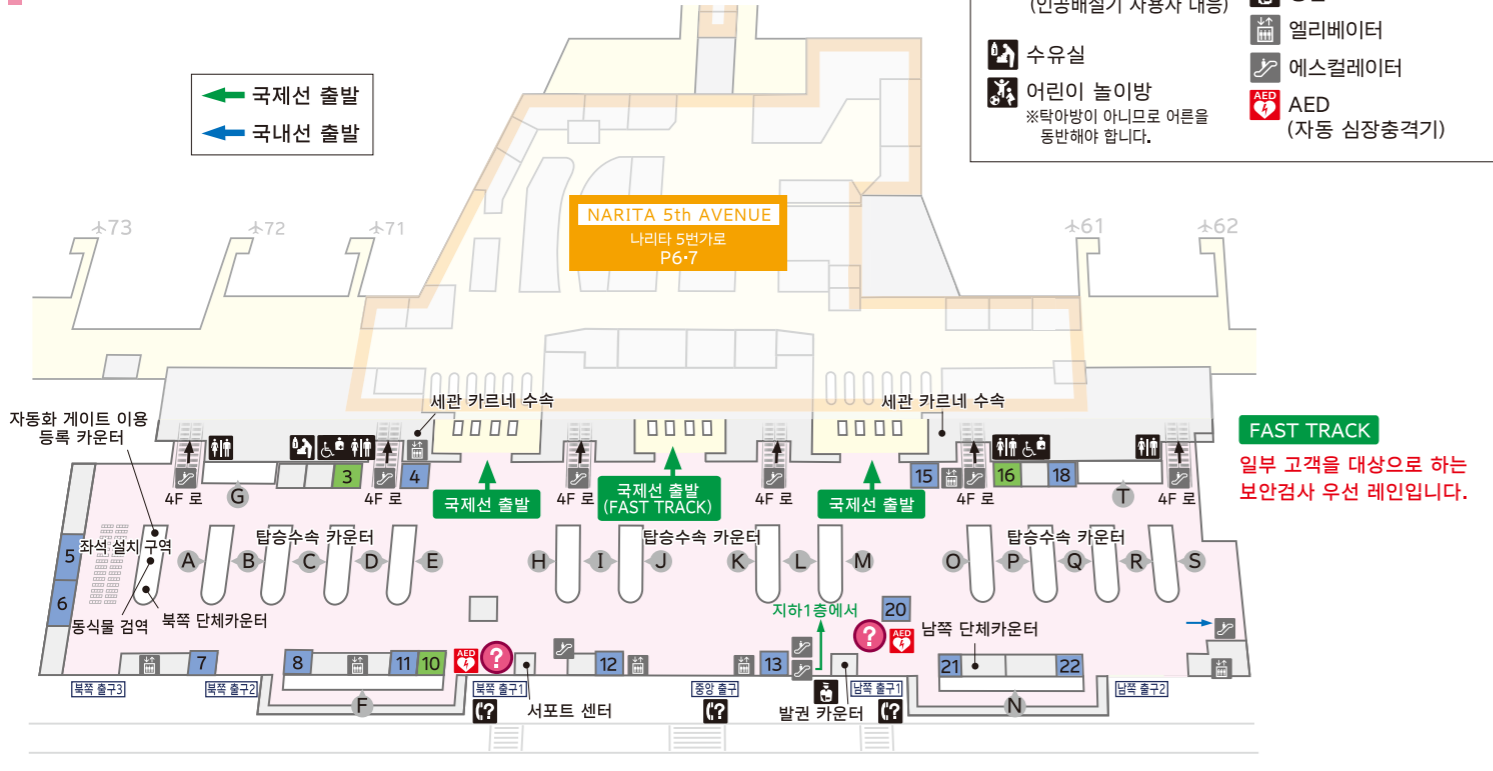 (인공배설기 사용자 대응)
엘리베이터
수유실
에스컬레이터
어린이 놀이방
※탁아방이 아니므로 어른을
동반해야 합니다.
AED
AED
(자동 심장충격기)
국제선 출발
국내선 출발
NARITA 5th AVENUE
나리타 5번가로
P6·7
73
72
71
61
62
자동화 게이트 이용
등록 카운터
세관 카르네 수속
세관 카르네 수속
FAST TRACK
일부 고객을 대상으로 하는
보안검사 우선 레인입니다.
3
4
15
16
18
4F 로
G
4F 로
국제선 출발
4F 로
국제선 출발
(FAST TRACK)
4F 로
국제선 출발
4F 로
T
4F 로
탑승수속 카운터
탑승수속 카운터
탑승수속 카운터
좌석 설치 구역
5
6
A
B
C
D
E
H
I
J
K
L
M
O
P
Q
R
S
동식물 검역
북쪽 단체카운터
지하1층에서
20
남쪽 단체카운터
7
8
11
10
AED
?
12
13
?
AED
21
22
북쪽 출구3
북쪽 출구2
북쪽 출구1
중앙 출구
남쪽 출구1
남쪽 출구2
F
?
서포트 센터
?
발권 카운터
?
N